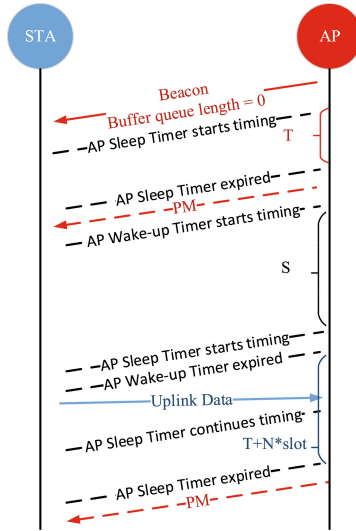 STA
AP
Beacon
Buffer queue length = 0
AP Sleep Timer starts timing
T
AP Sleep Timer expired
PM
AP Wake-up Timer starts timing
S
AP Sleep Timer starts timing
AP Wake-up Timer expired
Uplink Data
AP Sleep Timer continues timing
T+N*slot
AP Sleep Timer expired
PM